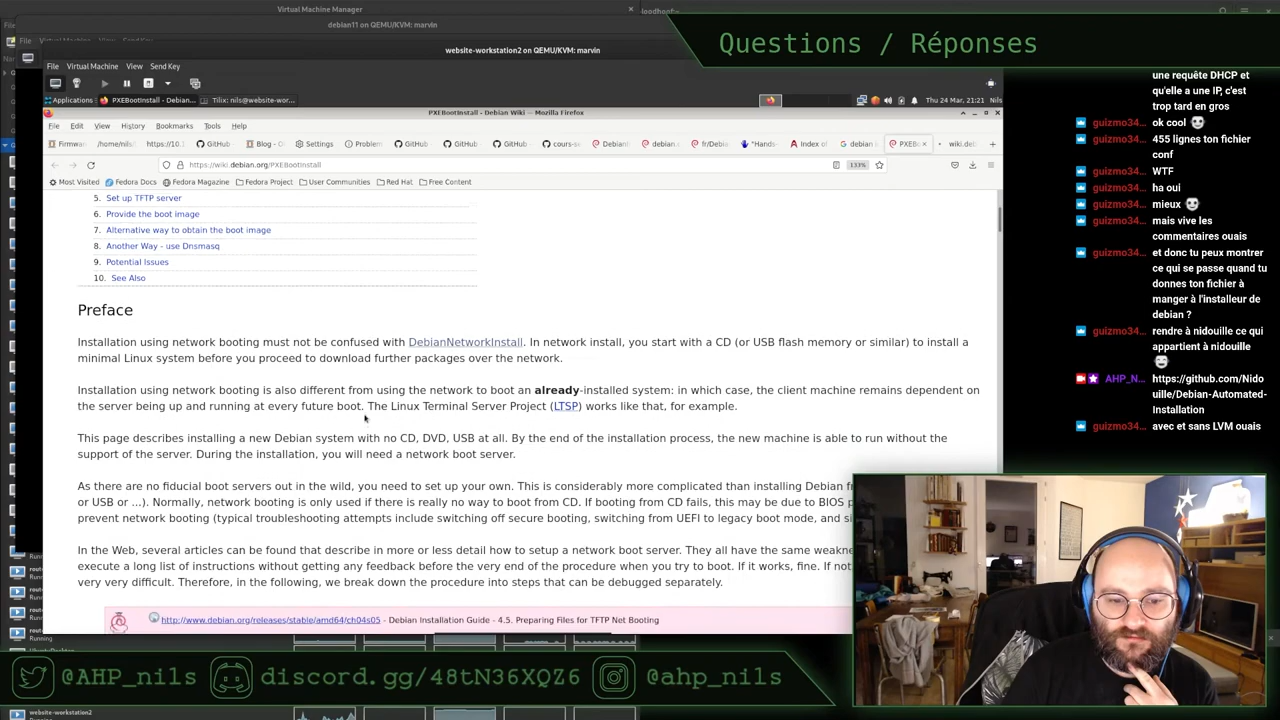 Virtual Machine Manager
debian11 on QEMU/KVM: marvin
website-workstation2 on QEMU/KVM: marvin
File Virtual Machine View Send Key
Applications PXEBootInstall - Debian... Tilix: nils@website-wor... Thu 24 Mar, 21:21 Nils
PXEBootInstall - Debian Wiki — Mozilla Firefox
File Edit View History Bookmarks Tools Help
https://wiki.debian.org/PXEBootInstall 133%
Most Visited Fedora Docs Fedora Magazine Fedora Project User Communities Red Hat Free Content
5. Set up TFTP server
6. Provide the boot image
7. Alternative way to obtain the boot image
8. Another Way - use Dnsmasq
9. Potential Issues
10. See Also
Preface
Installation using network booting must not be confused with DebianNetworkInstall. In network install, you start with a CD (or USB flash memory or similar) to install a
minimal Linux system before you proceed to download further packages over the network.
Installation using network booting is also different from using the network to boot an already-installed system: in which case, the client machine remains dependent on
the server being up and running at every future boot. The Linux Terminal Server Project (LTSP) works like that, for example.
This page describes installing a new Debian system with no CD, DVD, USB at all. By the end of the installation process, the new machine is able to run without the
support of the server. During the installation, you will need a network boot server.
As there are no fiducial boot servers out in the wild, you need to set up your own. This is considerably more complicated than installing Debian f
or USB or ...). Normally, network booting is only used if there is really no way to boot from CD. If booting from CD fails, this may be due to BIOS p
prevent network booting (typical troubleshooting attempts include switching off secure booting, switching from UEFI to legacy boot mode, and si
In the Web, several articles can be found that describe in more or less detail how to setup a network boot server. They all have the same weakne
execute a long list of instructions without getting any feedback before the very end of the procedure when you try to boot. If it works, fine. If not
very very difficult. Therefore, in the following, we break down the procedure into steps that can be debugged separately.
http://www.debian.org/releases/stable/amd64/ch04s05 - Debian Installation Guide - 4.5. Preparing Files for TFTP Net Booting
Questions / Réponses
une requête DHCP et
qu'elle a une IP, c'est
trop tard en gros
guizmo34... ok cool
guizmo34... 455 lignes ton fichier
conf
guizmo34... WTF
guizmo34... ha oui
guizmo34... mieux
guizmo34... mais vive les
commentaires ouais
guizmo34... et donc tu peux montrer
ce qui se passe quand tu
donnes ton fichier à
manger à l'installeur de
debian ?
guizmo34... rendre à nidouille ce qui
appartient à nidouille
AHP_N... https://github.com/Nido
uille/Debian-Automated-
Installation
guizmo34... avec et sans LVM ouais
@AHP_nils discord.gg/48tN36XQZ6 @ahp_nils
website-workstation2